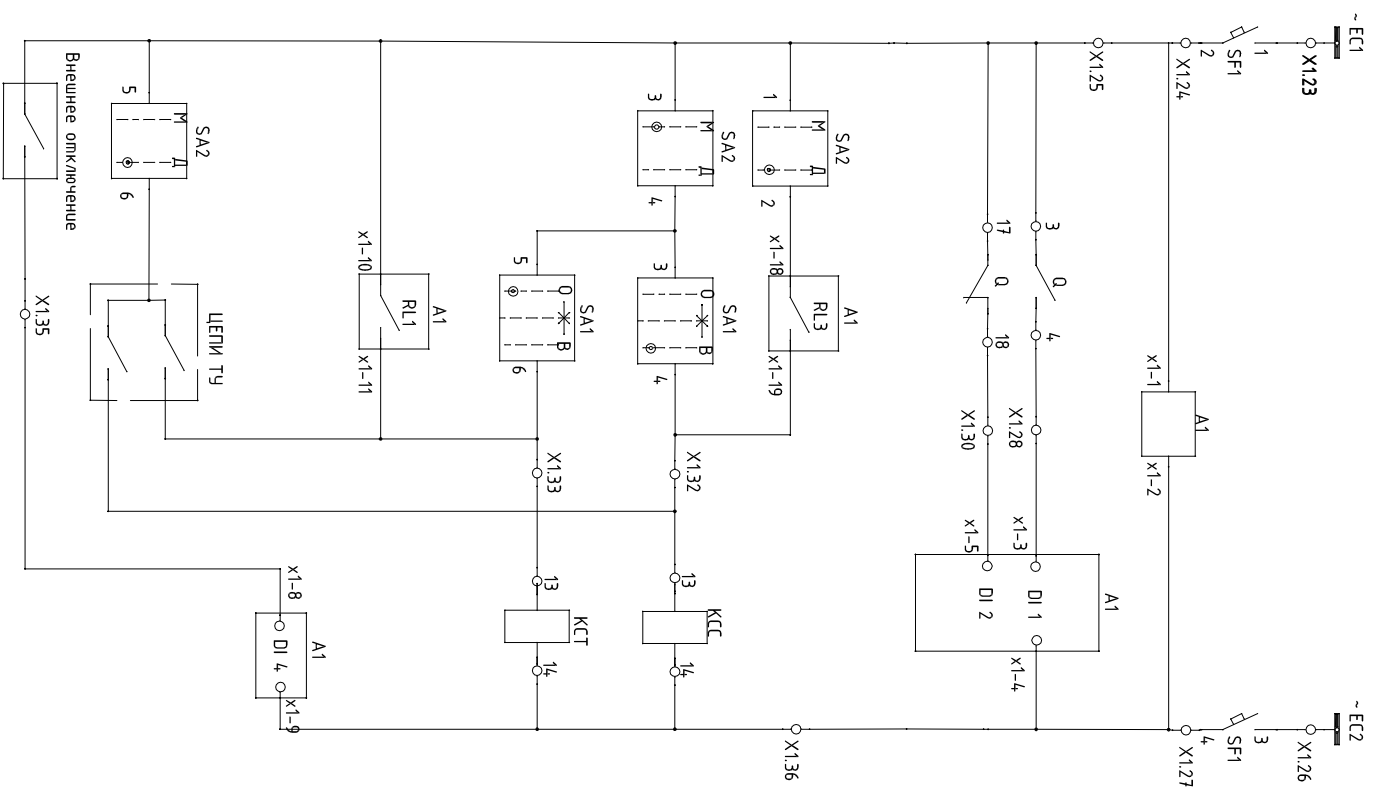 ~ EC1
X1.23
1
SF1
2
X1.24
X1.25
~ EC2
X1.26
3
SF1
4
X1.27
x1-1
A1
x1-2
3
Q
4
X1.28
x1-3
DI 1
A1
x1-4
17
Q
18
X1.30
x1-5
DI 2
1
SA2
М
Д
2
x1-18
A1
RL3
x1-19
3
SA2
М
Д
4
3
SA1
О
В
4
X1.32
13
KCC
14
X1.36
5
SA1
О
В
6
X1.33
13
KCT
14
x1-10
A1
RL1
x1-11
5
SA2
М
Д
6
ЦЕПИ ТУ
Внешнее отключение
X1.35
x1-8
A1
DI 4
x1-9